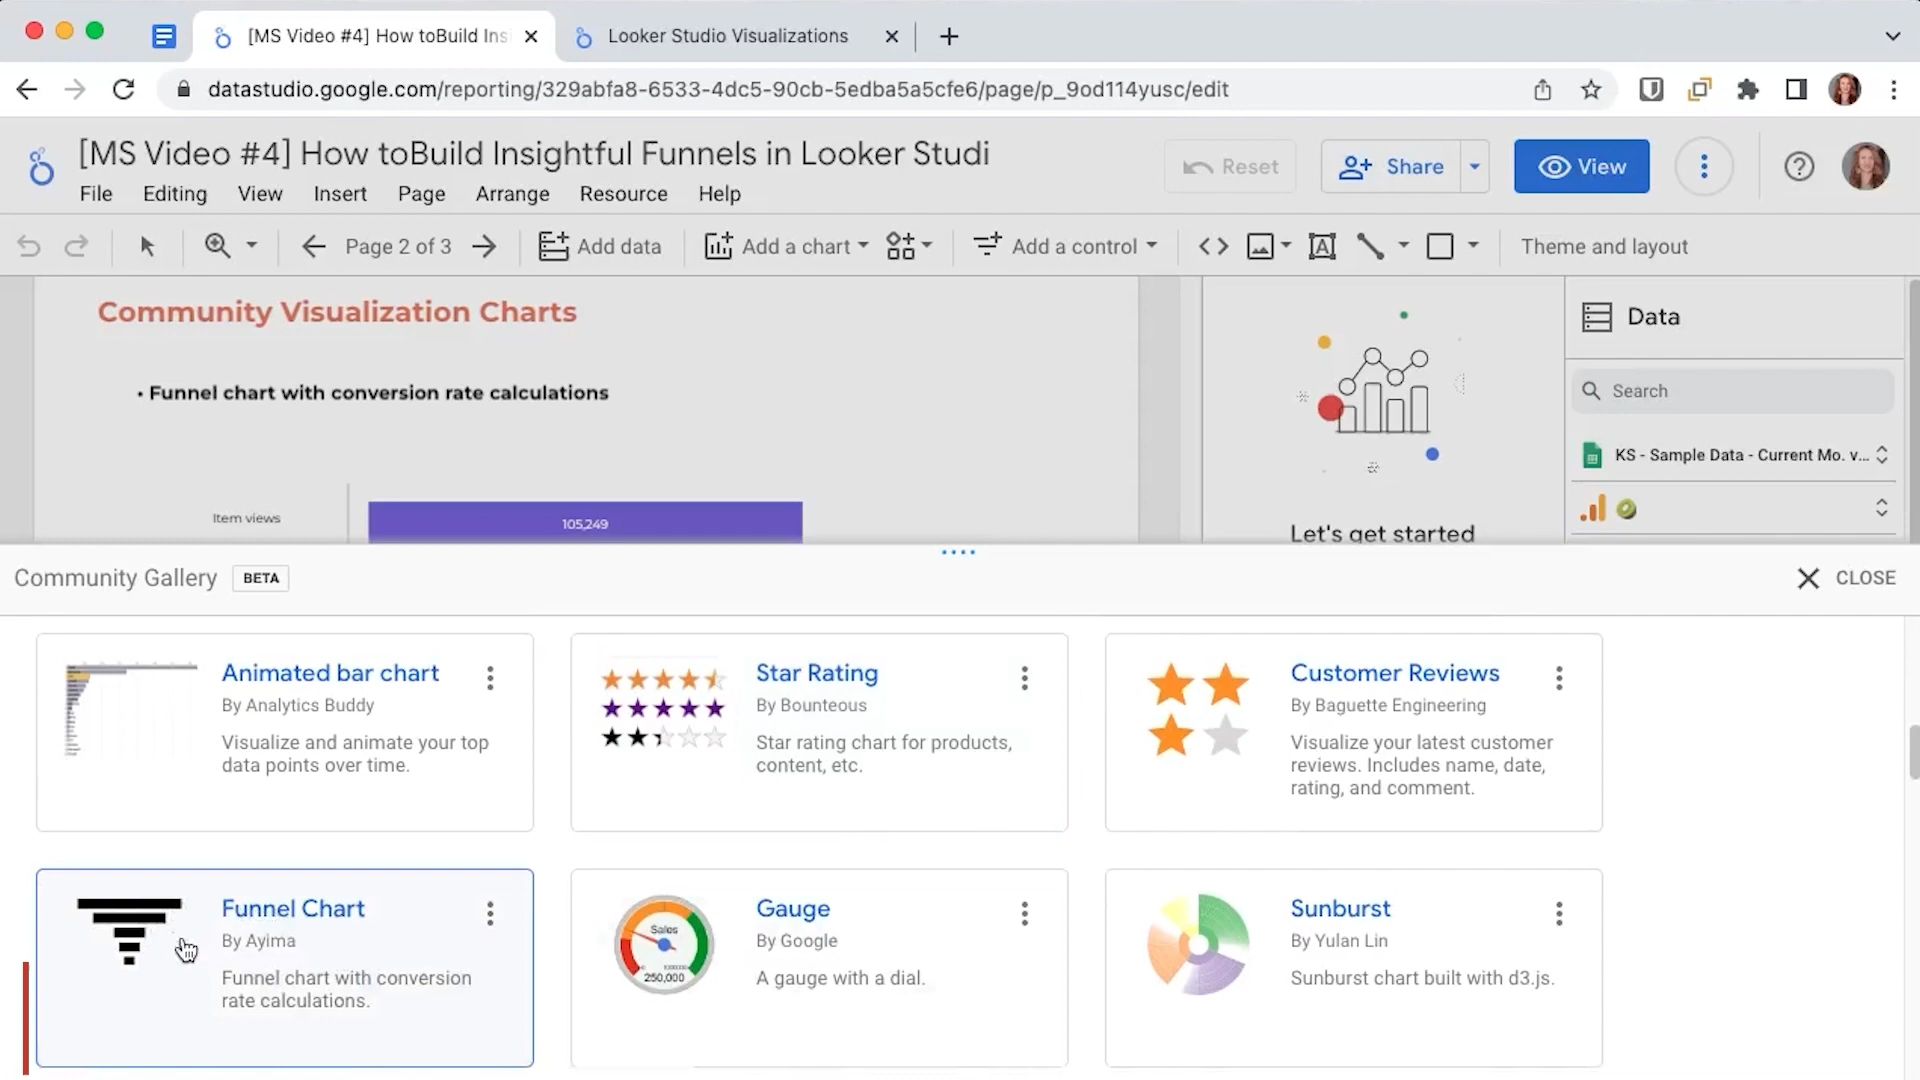 [MS Video #4] How toBuild Ins
Looker Studio Visualizations
datastudio.google.com/reporting/329abfa8-6533-4dc5-90cb-5edba5a5cfe6/page/p_9od114yusc/edit
[MS Video #4] How toBuild Insightful Funnels in Looker Studi
Reset
Share
View
File
Editing
View
Insert
Page
Arrange
Resource
Help
Page 2 of 3
Add data
Add a chart
Add a control
Theme and layout
Community Visualization Charts
• Funnel chart with conversion rate calculations
Item views
105,249
Let's get started
Data
Search
KS - Sample Data - Current Mo. v...
Community Gallery
BETA
CLOSE
Animated bar chart
By Analytics Buddy
Visualize and animate your top
data points over time.
Star Rating
By Bounteous
Star rating chart for products,
content, etc.
Customer Reviews
By Baguette Engineering
Visualize your latest customer
reviews. Includes name, date,
rating, and comment.
Funnel Chart
By Ayima
Funnel chart with conversion
rate calculations.
Sales
250,000
Gauge
By Google
A gauge with a dial.
Sunburst
By Yulan Lin
Sunburst chart built with d3.js.